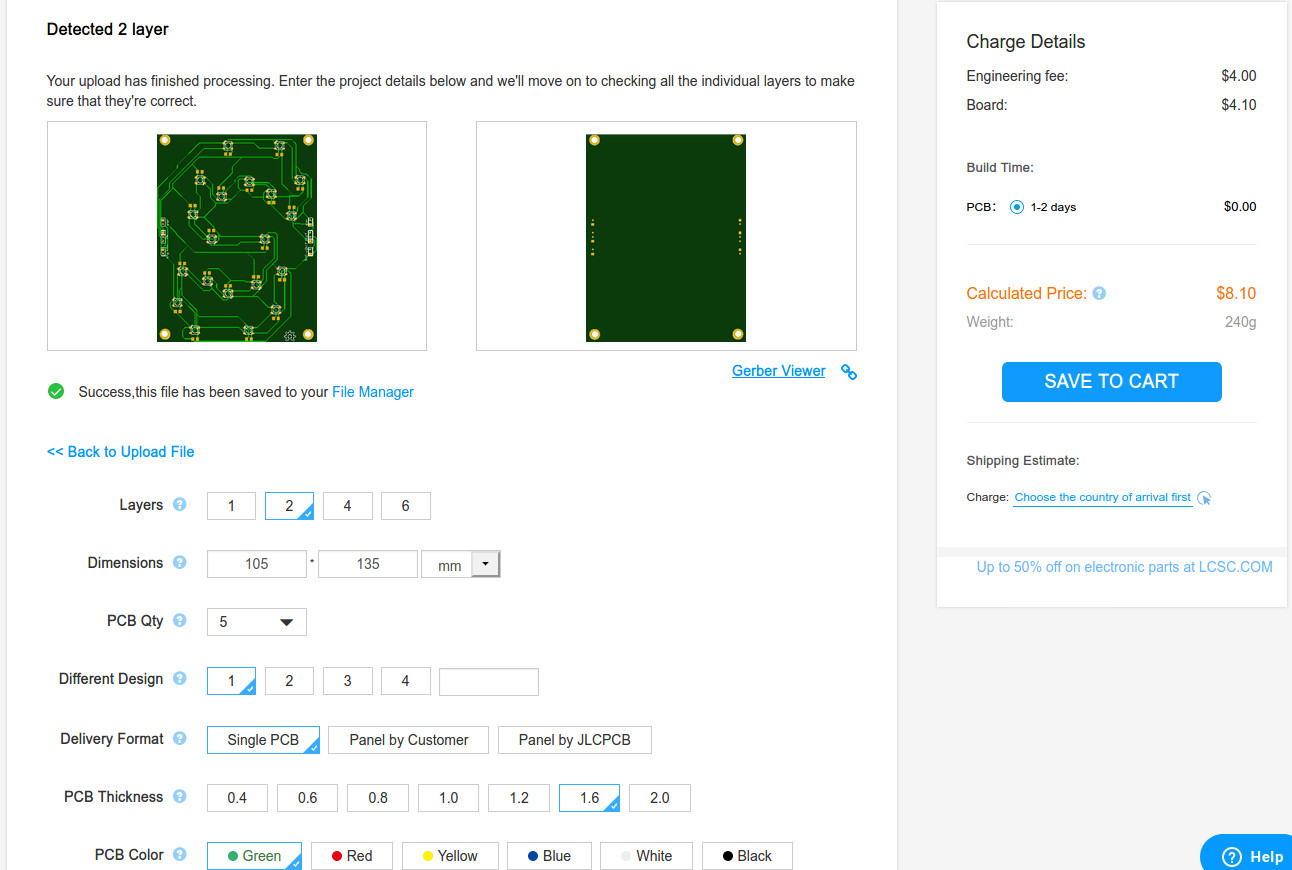 Detected 2 layer
Your upload has finished processing. Enter the project details below and we'll move on to checking all the individual layers to make
sure that they're correct.
Gerber Viewer
Success,this file has been saved to your File Manager
<< Back to Upload File
Layers ? 1 2 4 6
Dimensions ? 105 * 135 mm
PCB Qty ? 5
Different Design ? 1 2 3 4
Delivery Format ? Single PCB Panel by Customer Panel by JLCPCB
PCB Thickness ? 0.4 0.6 0.8 1.0 1.2 1.6 2.0
PCB Color ? Green Red Yellow Blue White Black
Charge Details
Engineering fee: $4.00
Board: $4.10
Build Time:
PCB: 1-2 days $0.00
Calculated Price: ? $8.10
Weight: 240g
SAVE TO CART
Shipping Estimate:
Charge: Choose the country of arrival first
Up to 50% off on electronic parts at LCSC.COM
? Help